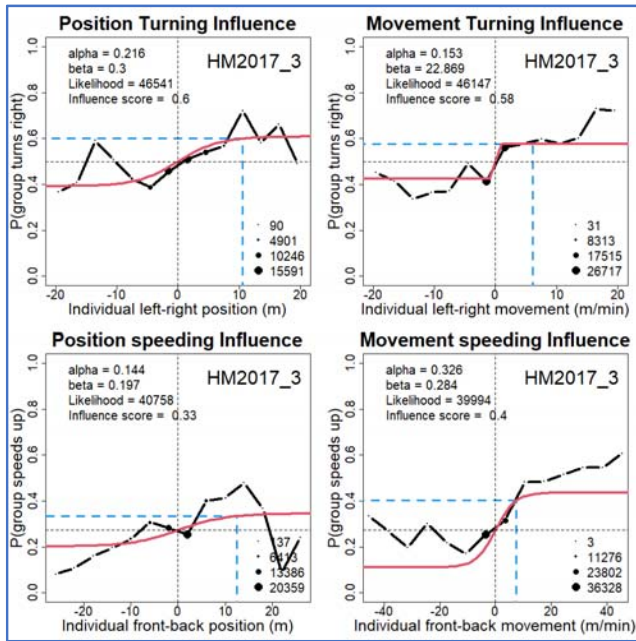 Position Turning Influence
alpha = 0.216
beta = 0.3
Likelihood = 46541
Influence score = 0.6
HM2017_3
P(group turns right)
1.0
0.8
0.6
0.4
0.2
0.0
90
4901
10246
15591
-20 -10 0 10 20
Individual left-right position (m)
Movement Turning Influence
alpha = 0.153
beta = 22.869
Likelihood = 46147
Influence score = 0.58
HM2017_3
P(group turns right)
1.0
0.8
0.6
0.4
0.2
0.0
31
8313
17515
26717
-20 -10 0 10 20
Individual left-right movement (m/min)
Position speeding Influence
alpha = 0.144
beta = 0.197
Likelihood = 40758
Influence score = 0.33
HM2017_3
P(group speeds up)
1.0
0.8
0.6
0.4
0.2
0.0
137
6413
13386
20359
-20 -10 0 10 20
Individual front-back position (m)
Movement speeding Influence
alpha = 0.326
beta = 0.284
Likelihood = 39994
Influence score = 0.4
HM2017_3
P(group speeds up)
1.0
0.8
0.6
0.4
0.2
0.0
3
11276
23802
36328
-40 -20 0 20 40
Individual front-back movement (m/min)